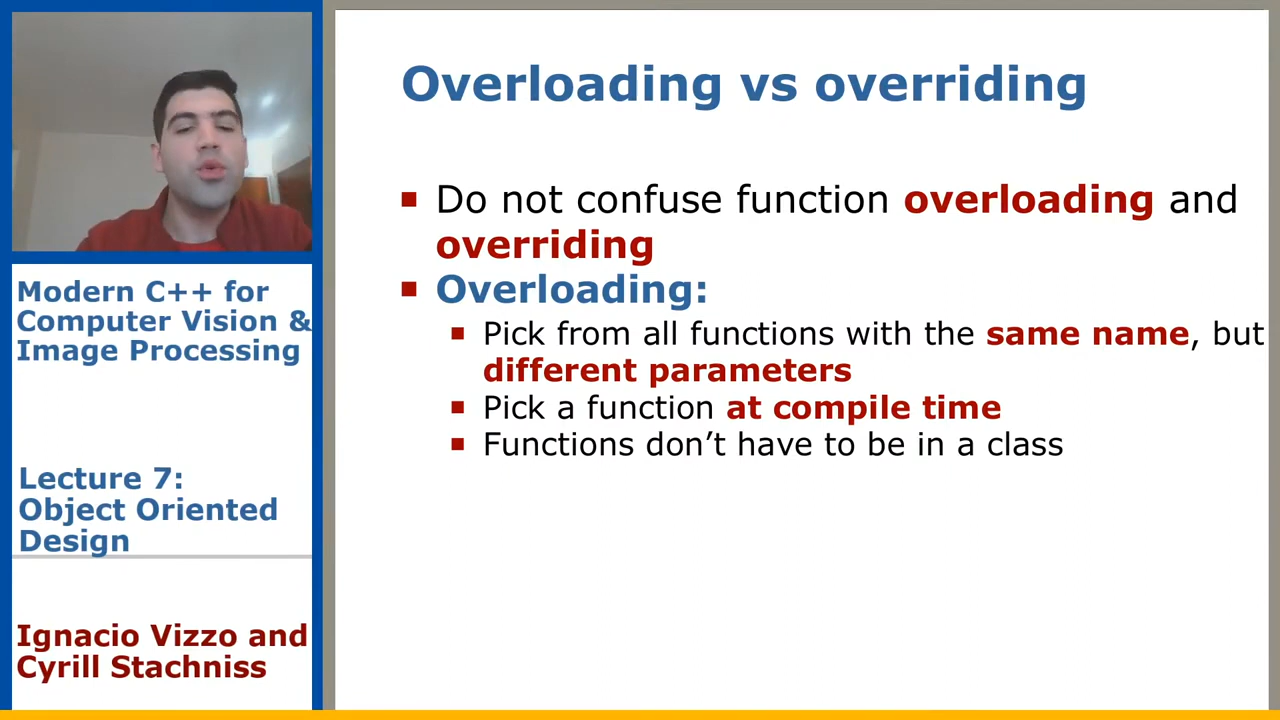 Overloading vs overriding
■ Do not confuse function overloading and
overriding
■ Overloading:
■ Pick from all functions with the same name, but
different parameters
■ Pick a function at compile time
■ Functions don’t have to be in a class
Modern C++ for
Computer Vision &
Image Processing
Lecture 7:
Object Oriented
Design
Ignacio Vizzo and
Cyrill Stachniss